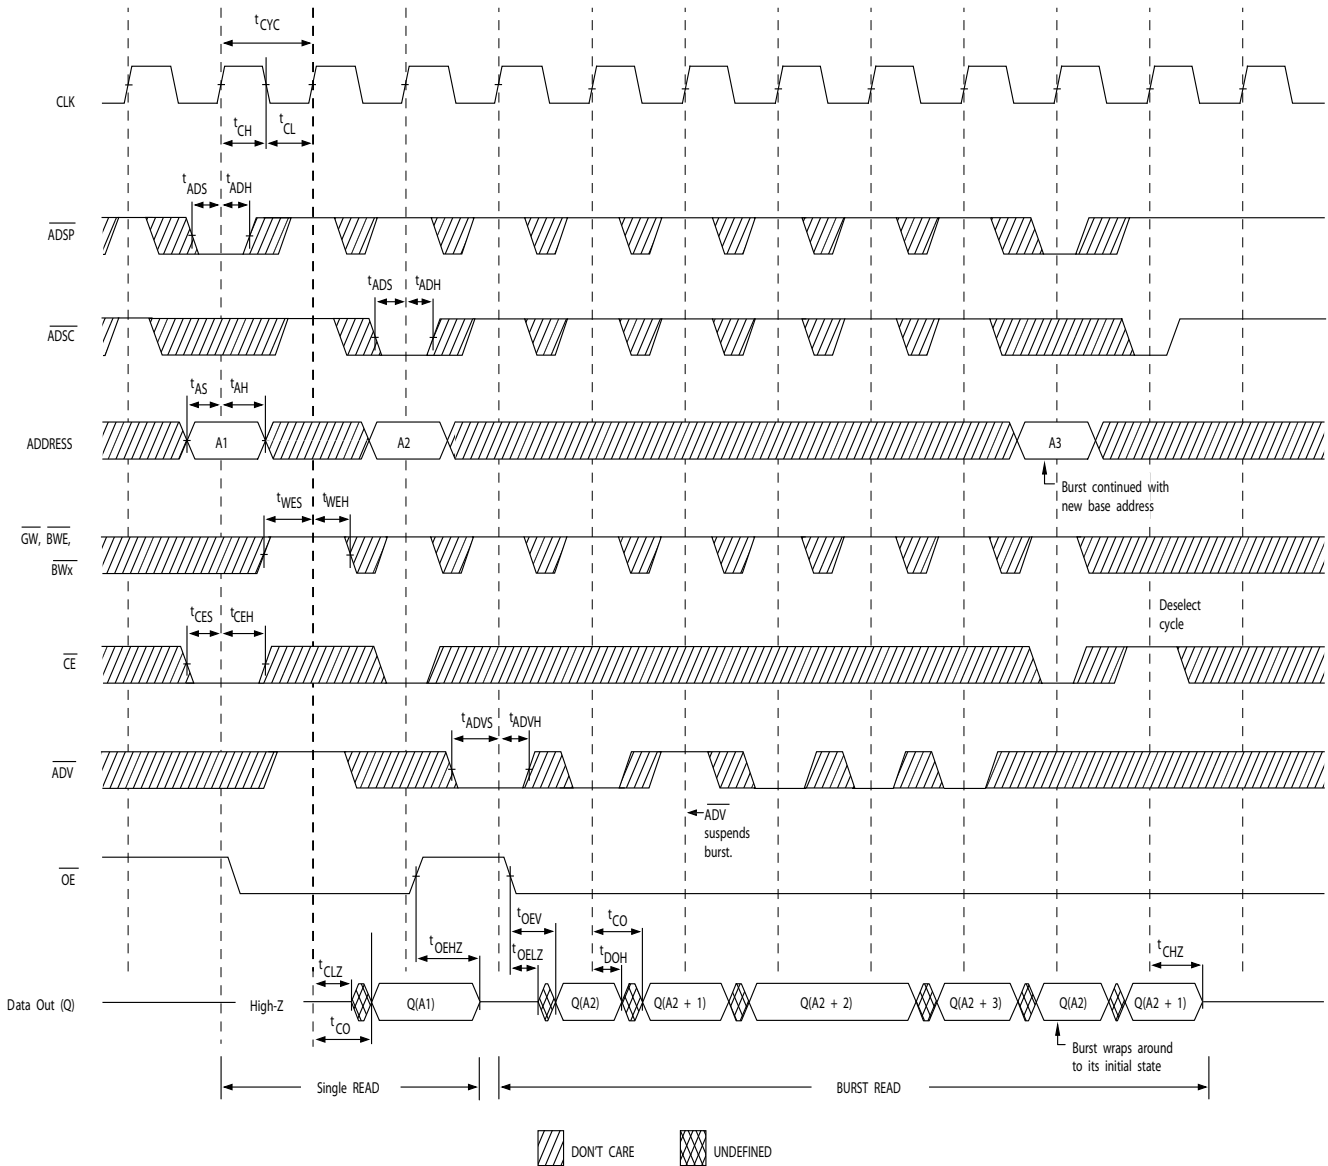 tCYC
CLK
tCH
tCL
tADS
tADH
ADSP
tADS
tADH
ADSC
tAS
tAH
ADDRESS
A1
A2
A3
Burst continued with
new base address
tWES
tWEH
GW, BWE,
BWx
tCES
tCEH
Deselect
cycle
CE
tADVS
tADVH
ADV
ADV
suspends
burst.
OE
tOEV
tCO
tOEHZ
tOELZ
tDOH
tCHZ
tCLZ
Data Out (Q)
High-Z
Q(A1)
Q(A2)
Q(A2 + 1)
Q(A2 + 2)
Q(A2 + 3)
Q(A2)
Q(A2 + 1)
tCO
Burst wraps around
to its initial state
Single READ
BURST READ
DON'T CARE
UNDEFINED